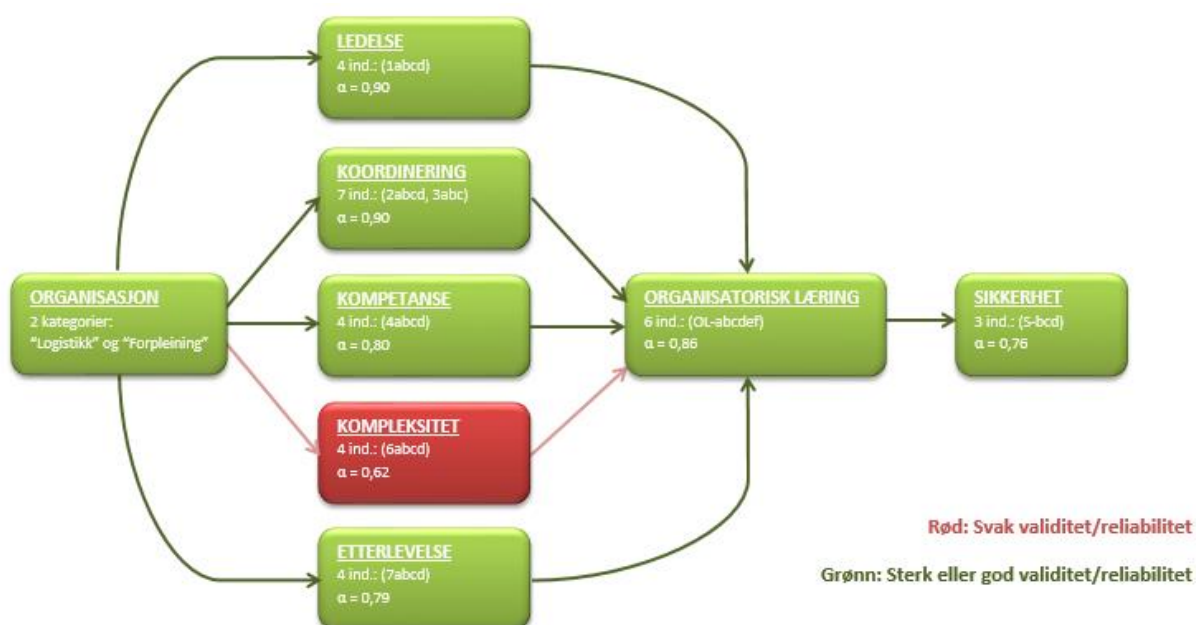 LEDELSE
4 ind.: (1abcd)
α = 0,90
KOORDINERING
7 ind.: (2abcd, 3abc)
α = 0,90
ORGANISASJON
2 kategorier:
“Logistikk” og “Forpleining”
KOMPETANSE
4 ind.: (4abcd)
α = 0,80
ORGANISATORISK LÆRING
6 ind.: (OL-abcdef)
α = 0,86
SIKKERHET
3 ind.: (S-bcd)
α = 0,76
KOMPLEKSITET
4 ind.: (6abcd)
α = 0,62
ETTERLEVELSE
4 ind.: (7abcd)
α = 0,79
Rød: Svak validitet/reliabilitet
Grønn: Sterk eller god validitet/reliabilitet